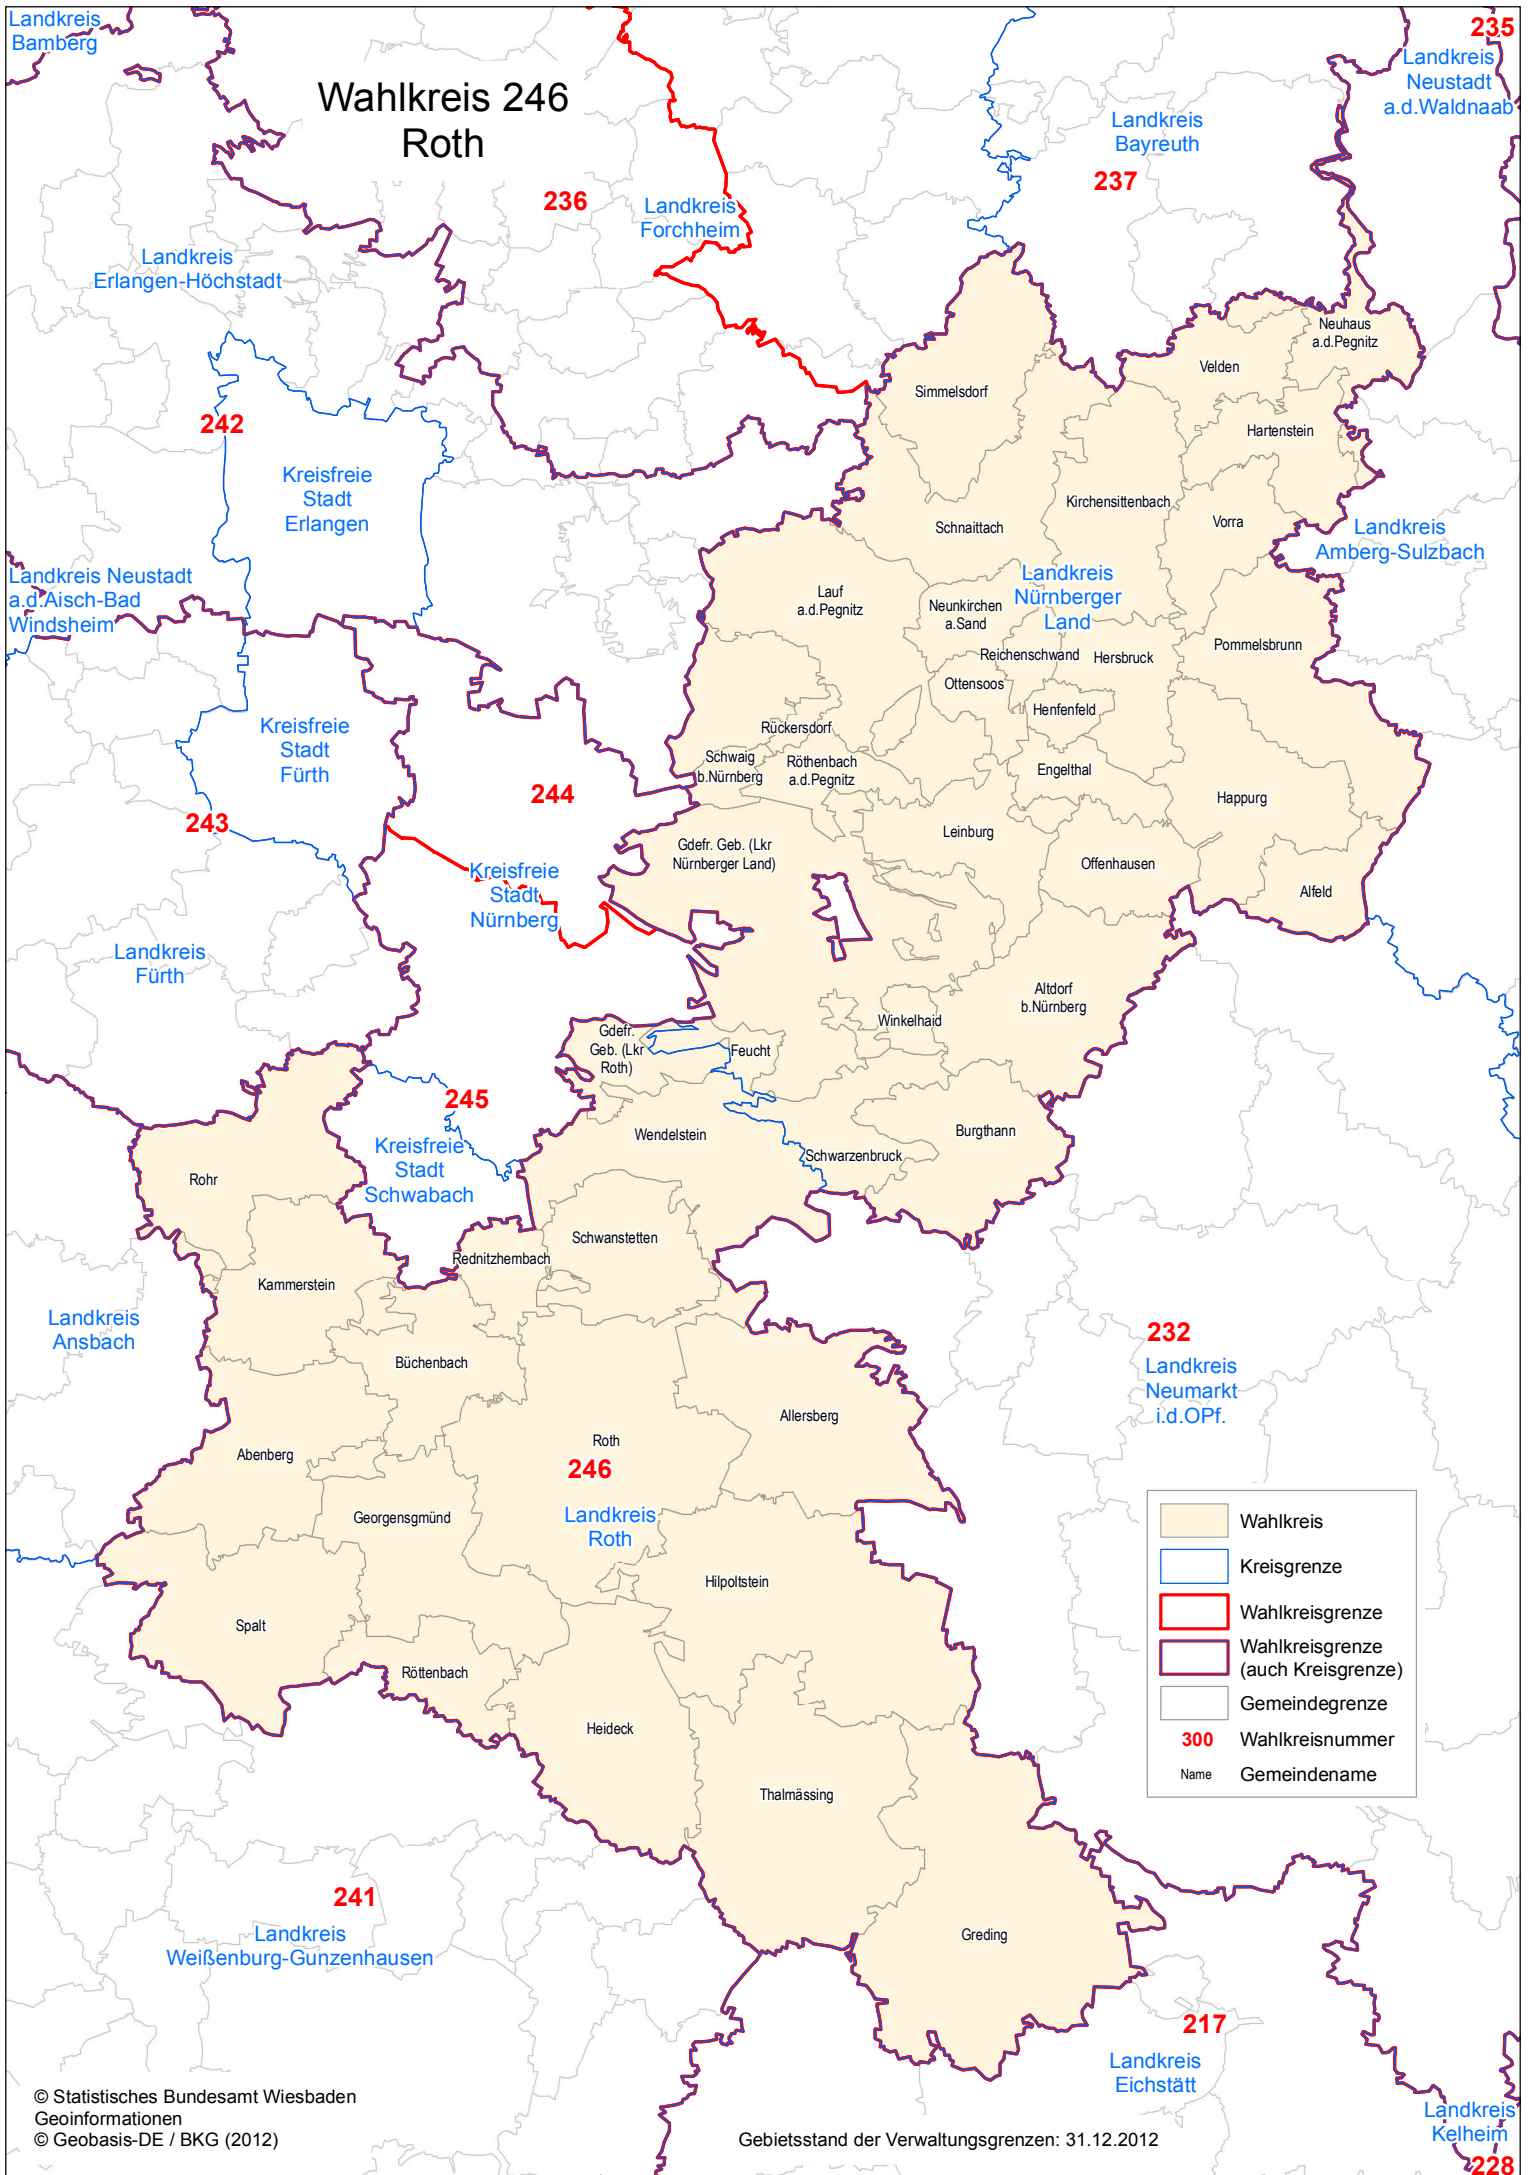 Landkreis
Bamberg
Wahlkreis 246
Roth
235
Landkreis
Neustadt
a.d.Waldnaab
Landkreis
Bayreuth
237
236
Landkreis
Forchheim
Landkreis
Erlangen-Höchstadt
Neuhaus
a.d.Pegnitz
Velden
Simmelsdorf
242
Hartenstein
Kreisfreie
Stadt
Erlangen
Kirchensittenbach
Schnaittach
Vorra
Landkreis
Amberg-Sulzbach
Landkreis Neustadt
a.d.Aisch-Bad
Windsheim
Landkreis
Nürnberger
Land
Lauf
a.d.Pegnitz
Neunkirchen
a.Sand
Pommelsbrunn
Reichenschwand
Hersbruck
Ottensoos
Henfenfeld
Kreisfreie
Stadt
Fürth
Rückersdorf
Schwaig
b.Nürnberg
Röthenbach
a.d.Pegnitz
Engelthal
244
Happurg
243
Leinburg
Gdefr. Geb. (Lkr
Nürnberger Land)
Offenhausen
Kreisfreie
Stadt
Nürnberg
Alfeld
Landkreis
Fürth
Altdorf
b.Nürnberg
Winkelhaid
Gdefr.
Geb. (Lkr
Roth)
Feucht
245
Wendelstein
Burgthann
Kreisfreie
Stadt
Schwabach
Schwarzenbruck
Rohr
Schwanstetten
Rednitzhembach
Kammerstein
Landkreis
Ansbach
232
Landkreis
Neumarkt
i.d.OPf.
Büchenbach
Allersberg
Roth
246
Abenberg
Landkreis
Roth
Georgensgmünd
Hilpoltstein
Spalt
Röttenbach
Heideck
Thalmässing
Wahlkreis
Kreisgrenze
Wahlkreisgrenze
Wahlkreisgrenze
(auch Kreisgrenze)
Gemeindegrenze
300 Wahlkreisnummer
Name Gemeindename
241
Landkreis
Weißenburg-Gunzenhausen
Greding
217
Landkreis
Eichstätt
Landkreis
Kelheim
228
© Statistisches Bundesamt Wiesbaden
Geoinformationen
© Geobasis-DE / BKG (2012)
Gebietsstand der Verwaltungsgrenzen: 31.12.2012